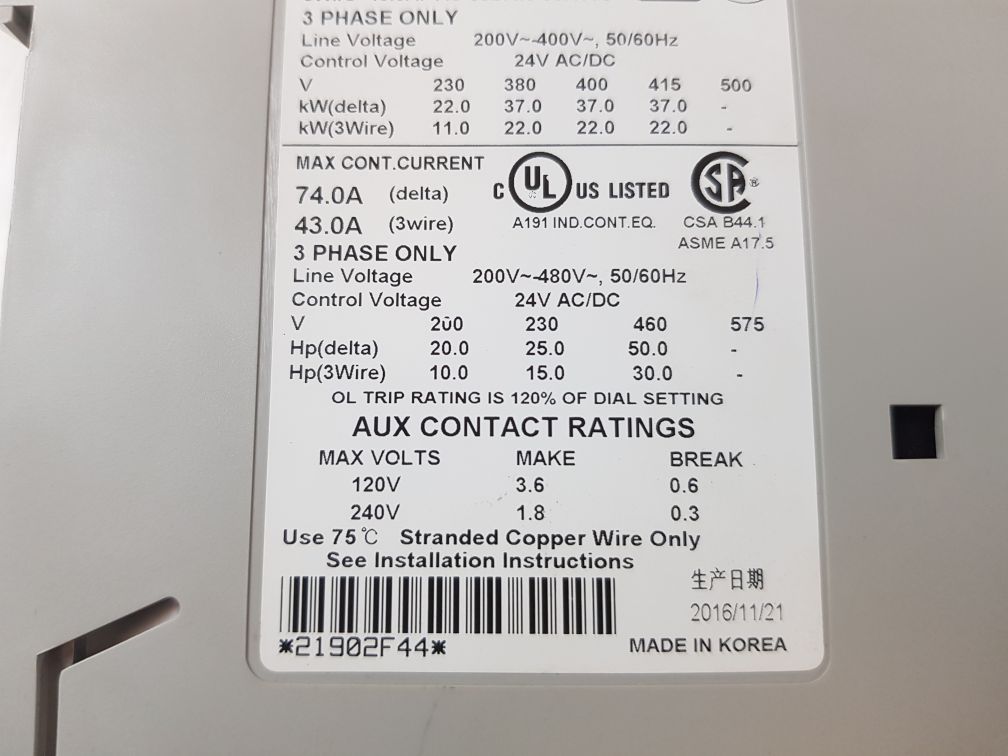 3 PHASE ONLY
Line Voltage 200V~-400V~, 50/60Hz
Control Voltage 24V AC/DC
V 230 380 400 415 500
kW(delta) 22.0 37.0 37.0 37.0 -
kW(3Wire) 11.0 22.0 22.0 22.0 -
MAX CONT.CURRENT
74.0A (delta)
43.0A (3wire)
C UL US LISTED
A191 IND.CONT.EQ.
SA ®
CSA B44.1
ASME A17.5
3 PHASE ONLY
Line Voltage 200V~-480V~, 50/60Hz
Control Voltage 24V AC/DC
V 200 230 460 575
Hp(delta) 20.0 25.0 50.0 -
Hp(3Wire) 10.0 15.0 30.0 -
OL TRIP RATING IS 120% OF DIAL SETTING
AUX CONTACT RATINGS
MAX VOLTS MAKE BREAK
120V 3.6 0.6
240V 1.8 0.3
Use 75℃ Stranded Copper Wire Only
See Installation Instructions
生产日期
2016/11/21
*21902F44*
MADE IN KOREA